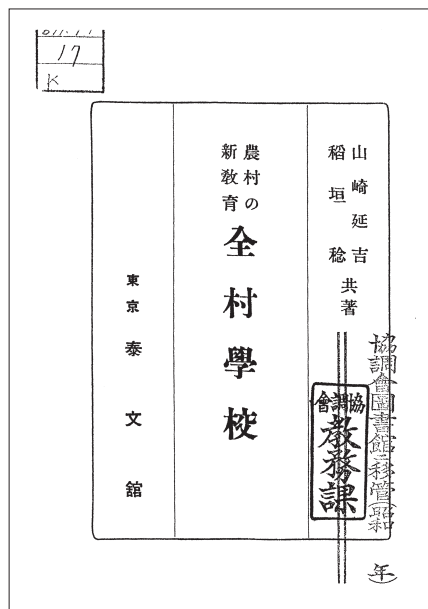 17
K
山崎延吉
稲垣稔
共著
農村の
新教育
全村學校
東京 泰文館
協調會
教務課
協調會圖書館ニ移管(昭和 年)